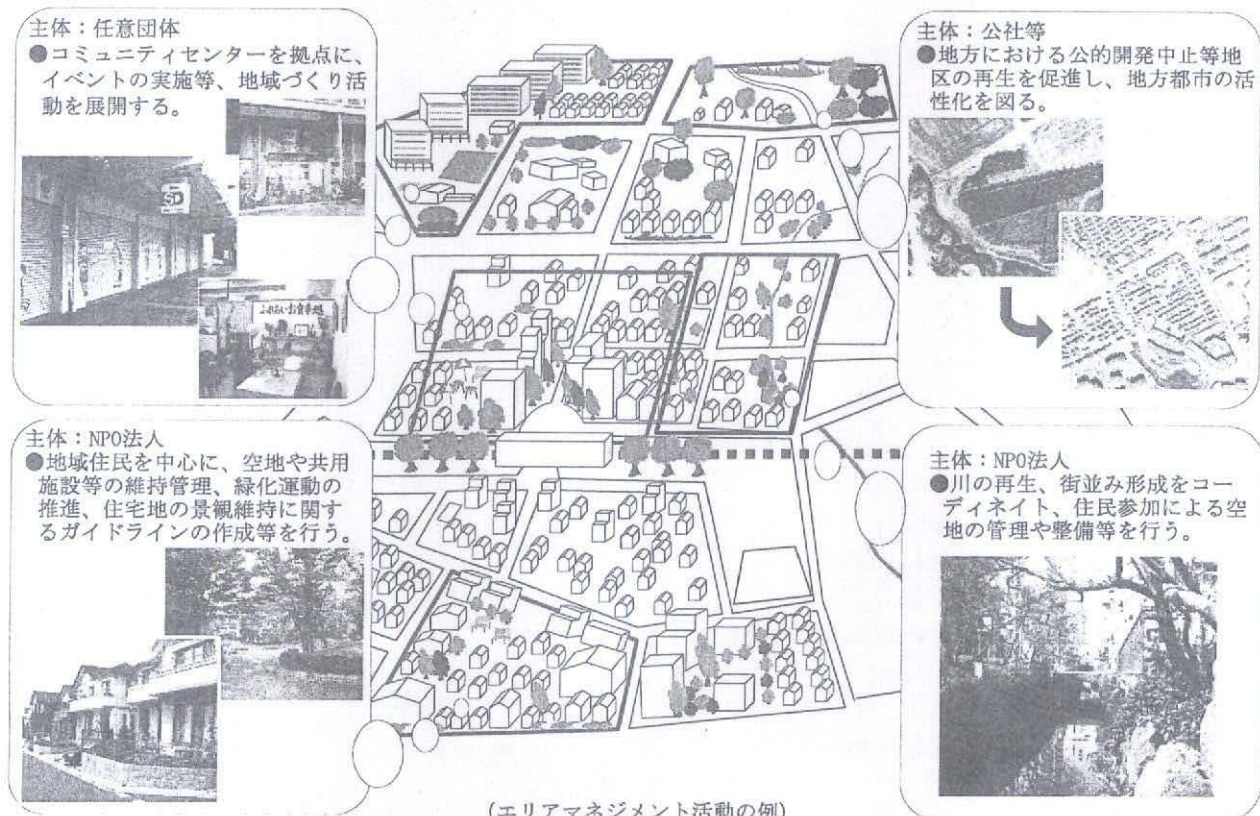 主体：任意団体
●コミュニティセンターを拠点に、
イベントの実施等、地域づくり活
動を展開する。
SD
ふれあいお食事処
主体：公社等
●地方における公的開発中止等地
区の再生を促進し、地方都市の活
性化を図る。
主体：NPO法人
●地域住民を中心に、空地や共用
施設等の維持管理、緑化運動の
推進、住宅地の景観維持に関す
るガイドラインの作成等を行う。
主体：NPO法人
●川の再生、街並み形成をコー
ディネイト、住民参加による空
地の管理や整備等を行う。
(エリアマネジメント活動の例)